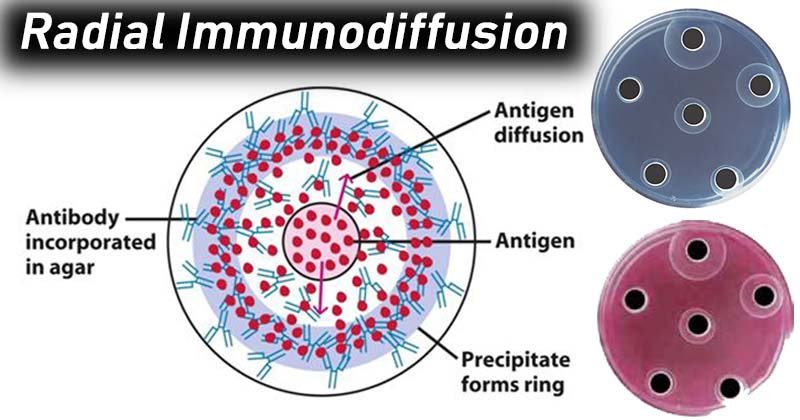 Radial Immunodiffusion
Antigen
diffusion
Antibody
incorporated
in agar
Antigen
Precipitate
forms ring